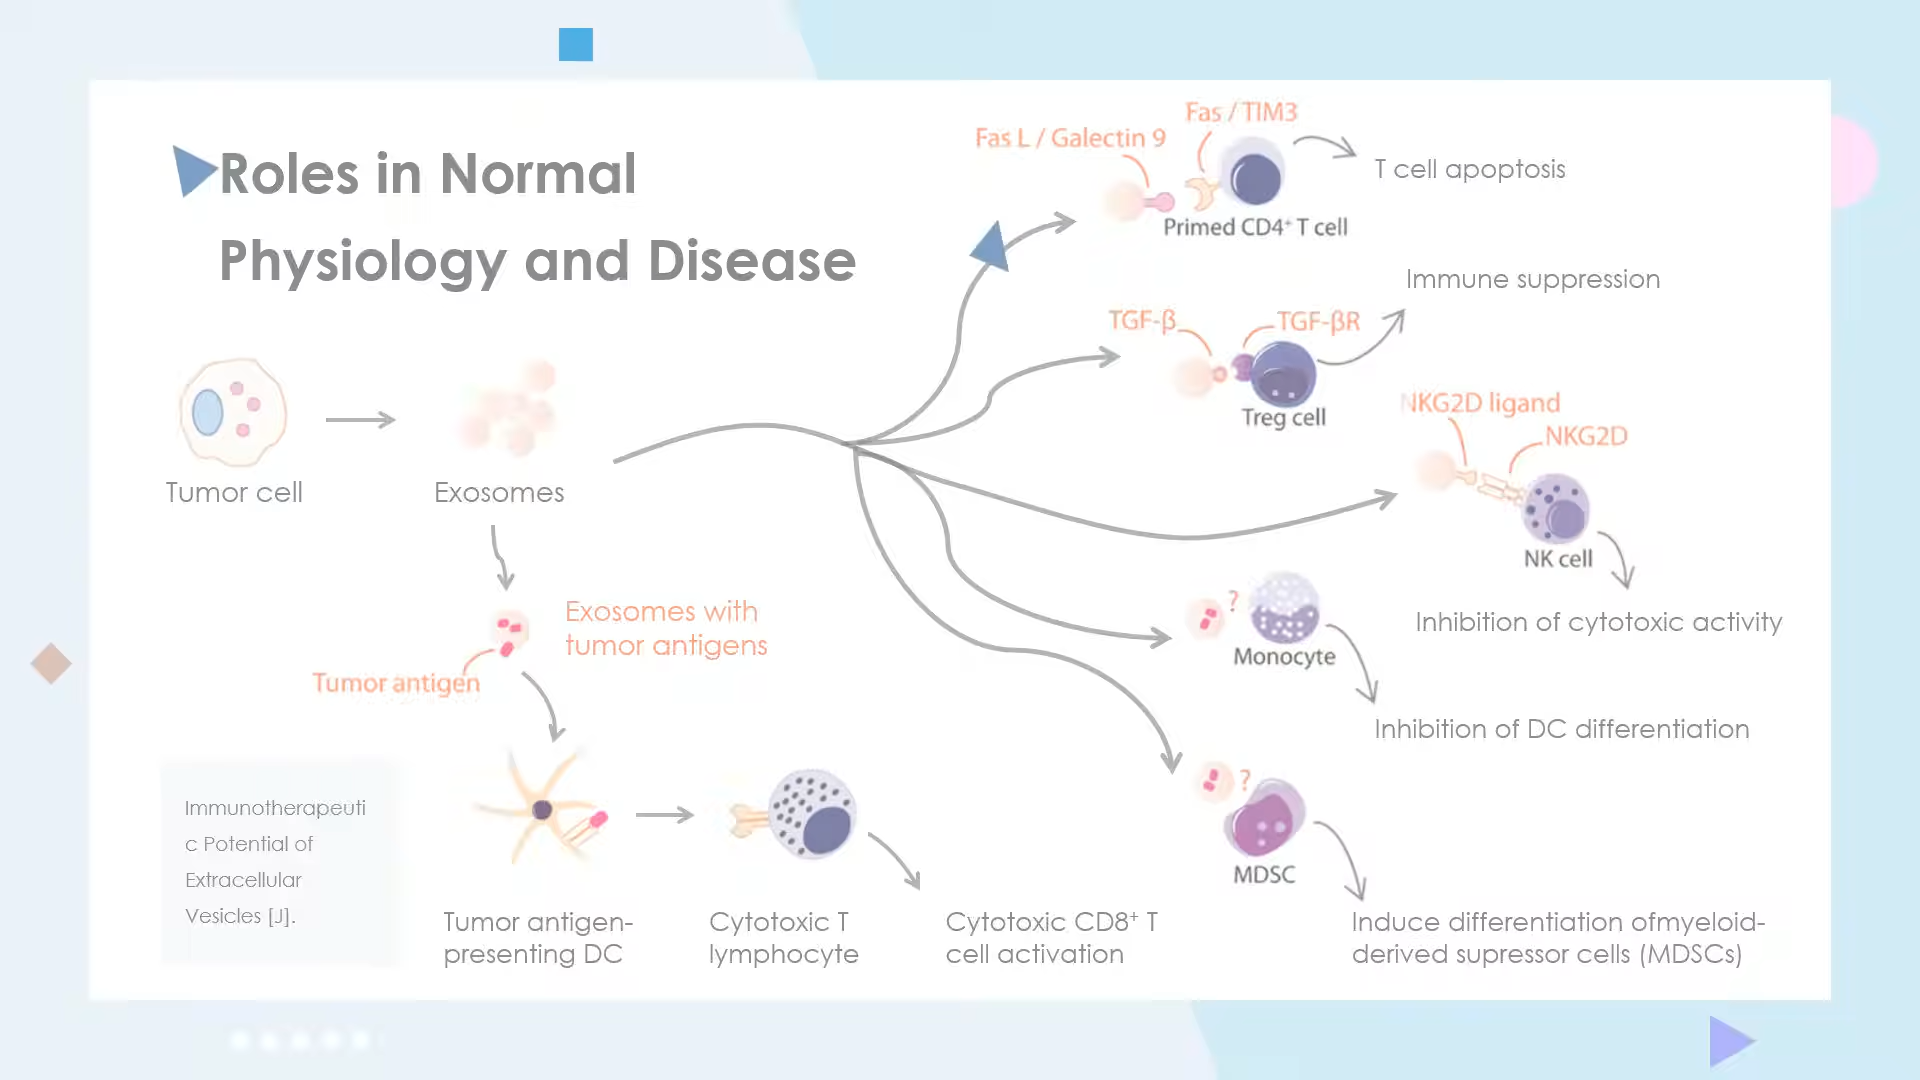 Roles in Normal
Physiology and Disease
Fas L / Galectin 9
Fas / TIM3
T cell apoptosis
Primed CD4⁺ T cell
Immune suppression
TGF-β
TGF-βR
Treg cell
NKG2D ligand
NKG2D
NK cell
Inhibition of cytotoxic activity
Tumor cell
Exosomes
Exosomes with
tumor antigens
Tumor antigen
?
Monocyte
Inhibition of DC differentiation
?
MDSC
Induce differentiation ofmyeloid-
derived supressor cells (MDSCs)
Immunotherapeuti
c Potential of
Extracellular
Vesicles [J].
Tumor antigen-
presenting DC
Cytotoxic T
lymphocyte
Cytotoxic CD8⁺ T
cell activation